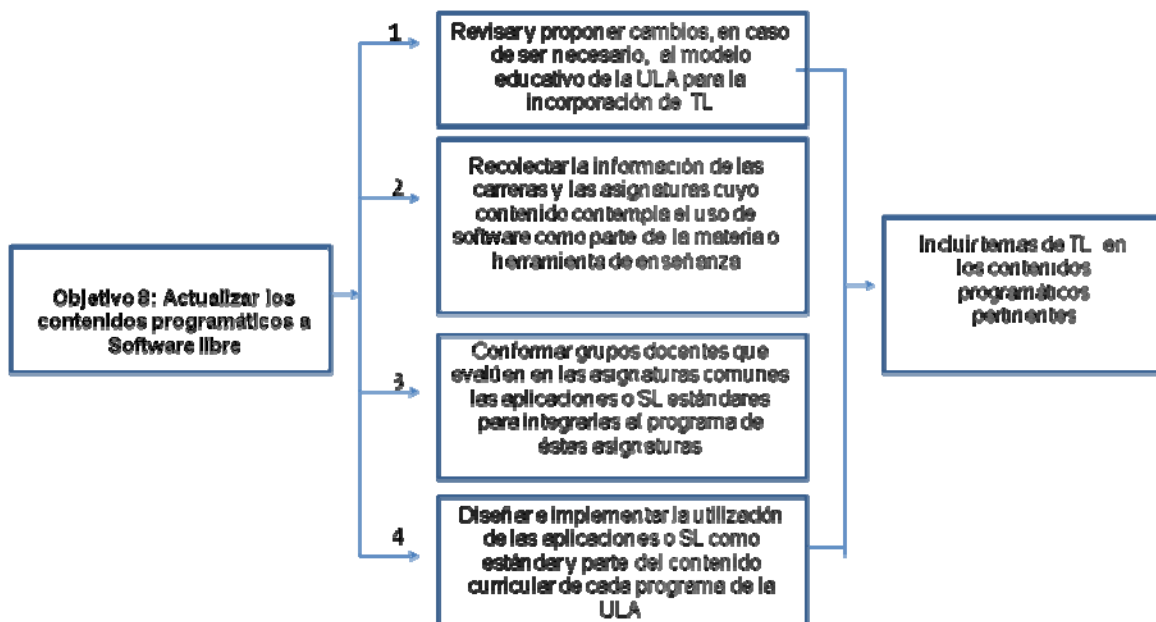 Objetivo 8: Actualizar los
contenidos programáticos a
Software libre
1
Revisar y proponer cambios, en caso
de ser necesario, al modelo
educativo de la ULA para la
incorporación de TL
2
Recolectar la información de las
carreras y las asignaturas cuyo
contenido contempla el uso de
software como parte de la materia o
herramienta de enseñanza
3
Conformar grupos docentes que
evalúen en las asignaturas comunes
las aplicaciones o SL estándares
para integrarlas al programa de
éstas asignaturas
4
Diseñar e implementar la utilización
de las aplicaciones o SL como
estándar y parte del contenido
curricular de cada programa de la
ULA
Incluir temas de TL en
los contenidos
programáticos
pertinentes